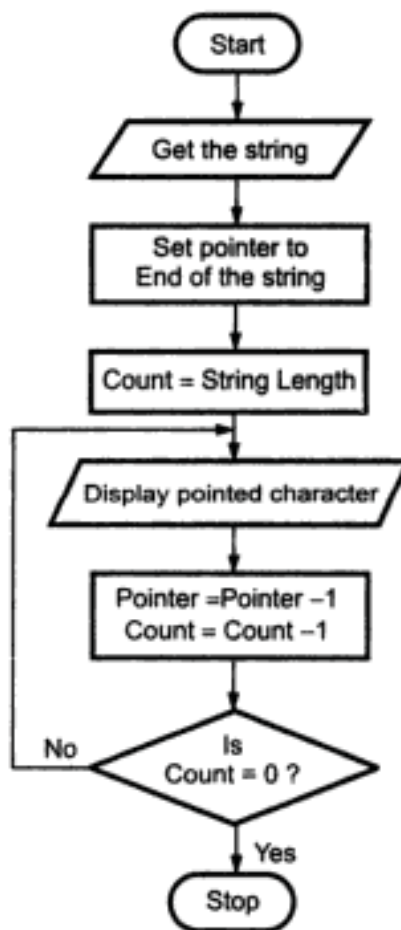 Start
Get the string
Set pointer to
End of the string
Count = String Length
Display pointed character
Pointer =Pointer –1
Count = Count –1
Is
Count = 0 ?
No
Yes
Stop